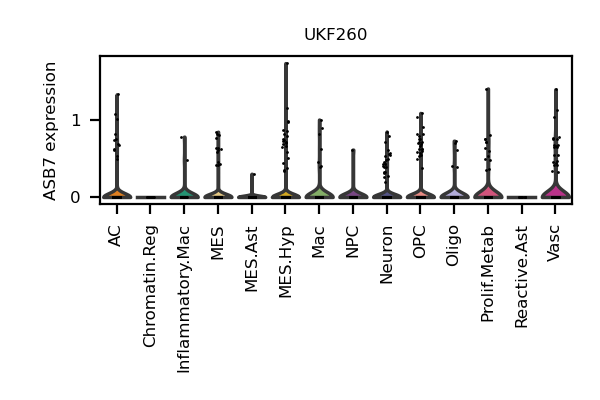 UKF260
ASB7 expression
1
0
AC
Chromatin.Reg
Inflammatory.Mac
MES
MES.Ast
MES.Hyp
Mac
NPC
Neuron
OPC
Oligo
Prolif.Metab
Reactive.Ast
Vasc